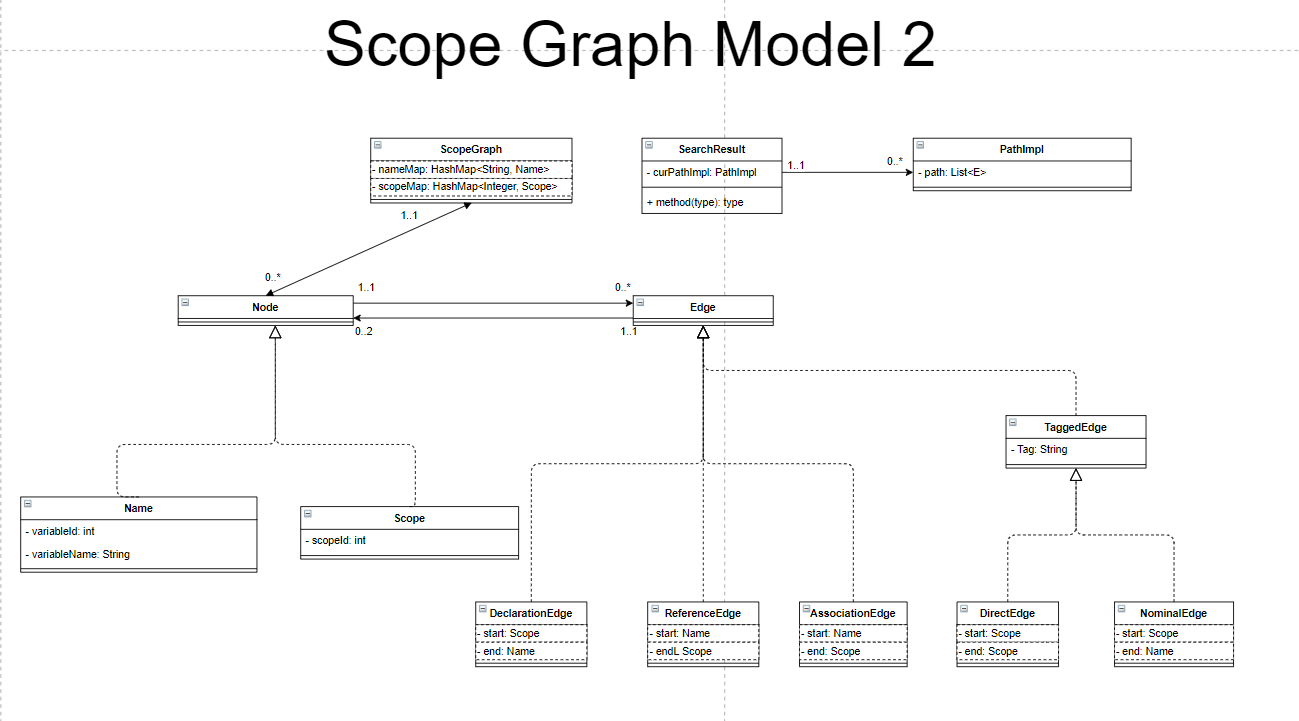 Scope Graph Model 2
ScopeGraph
- nameMap: HashMap<String, Name>
- scopeMap: HashMap<Integer, Scope>
SearchResult
- curPathImpl: PathImpl
+ method(type): type
1..1
0..*
PathImpl
- path: List<E>
1..1
0..*
Node
1..1
0..*
Edge
0..2
1..1
TaggedEdge
- Tag: String
Name
- variableId: int
- variableName: String
Scope
- scopeId: int
DeclarationEdge
- start: Scope
- end: Name
ReferenceEdge
- start: Name
- endL Scope
AssociationEdge
- start: Name
- end: Scope
DirectEdge
- start: Scope
- end: Scope
NominalEdge
- start: Scope
- end: Name